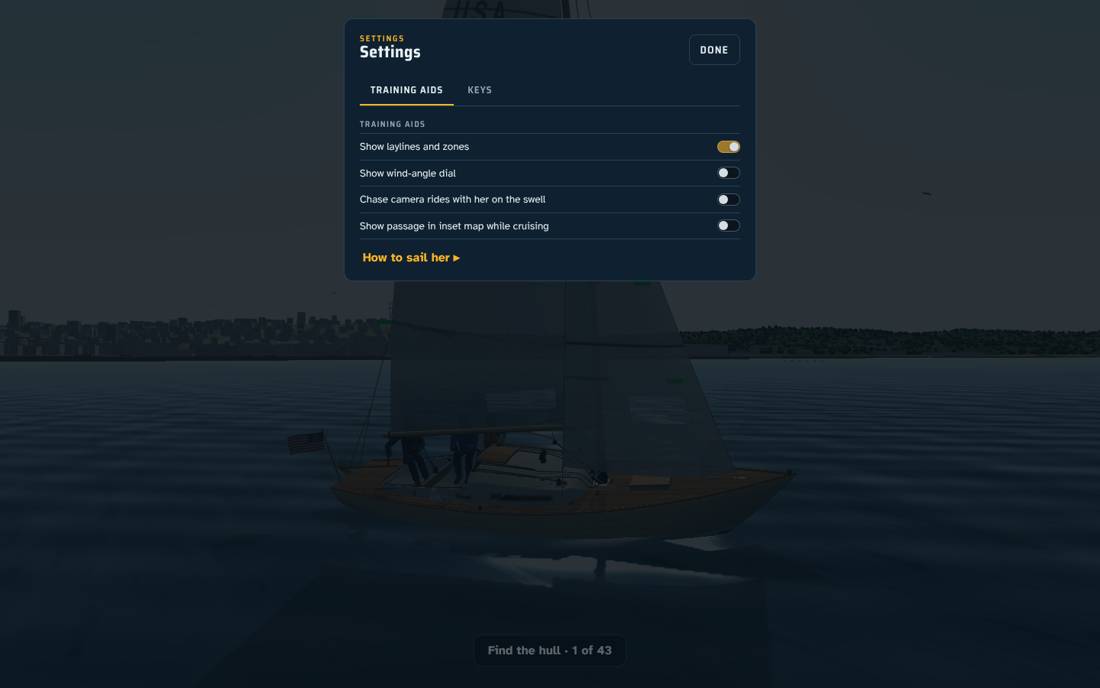 USA
SETTINGS
Settings
DONE
TRAINING AIDS
KEYS
TRAINING AIDS
Show laylines and zones
Show wind-angle dial
Chase camera rides with her on the swell
Show passage in inset map while cruising
How to sail her ▸
Find the hull · 1 of 43